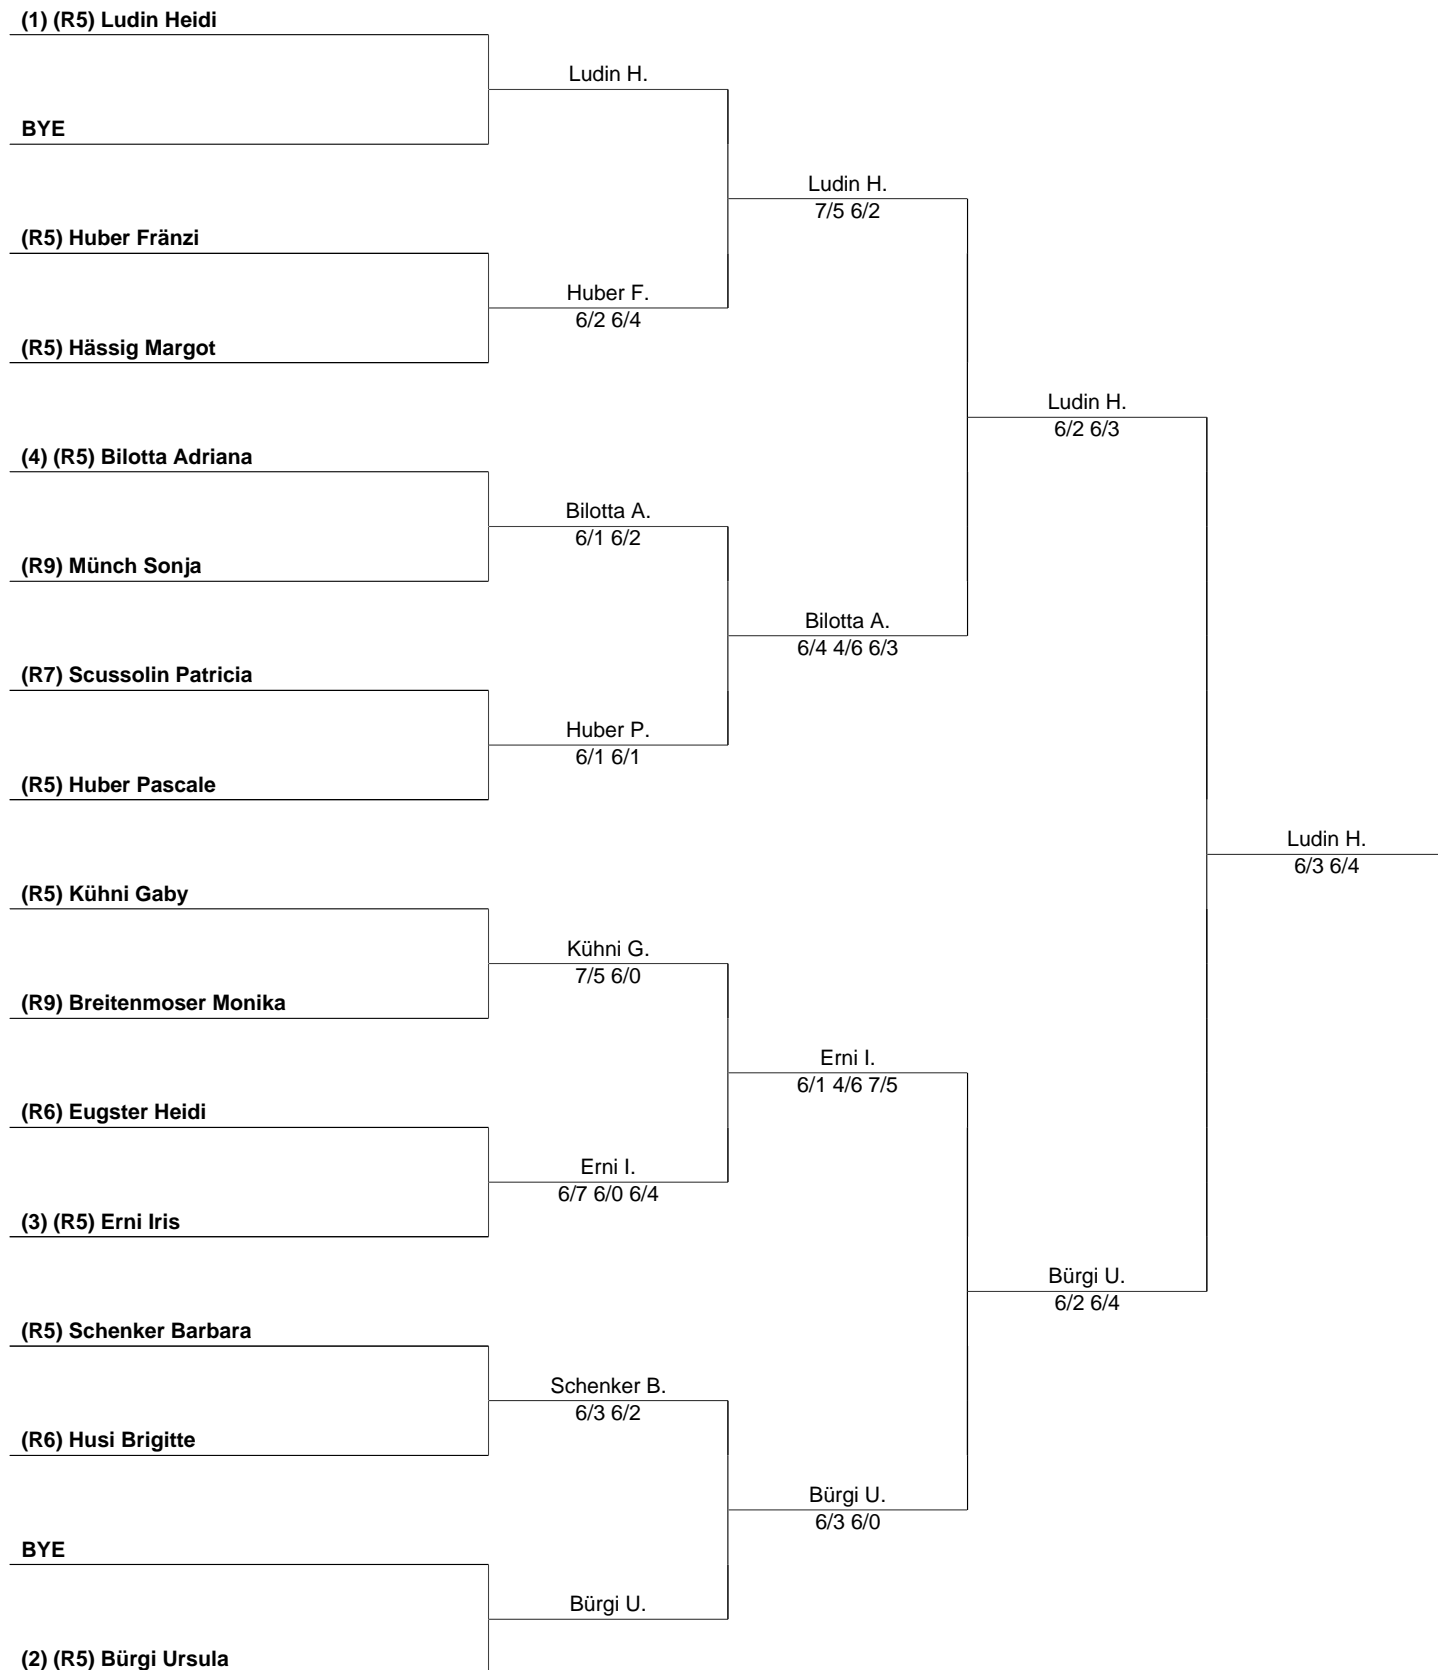 (1) (R5) Ludin Heidi
Ludin H.
BYE
Ludin H.
7/5 6/2
(R5) Huber Fränzi
Huber F.
6/2 6/4
(R5) Hässig Margot
Ludin H.
6/2 6/3
(4) (R5) Bilotta Adriana
Bilotta A.
6/1 6/2
(R9) Münch Sonja
Bilotta A.
6/4 4/6 6/3
(R7) Scussolin Patricia
Huber P.
6/1 6/1
(R5) Huber Pascale
Ludin H.
6/3 6/4
(R5) Kühni Gaby
Kühni G.
7/5 6/0
(R9) Breitenmoser Monika
Erni I.
6/1 4/6 7/5
(R6) Eugster Heidi
Erni I.
6/7 6/0 6/4
(3) (R5) Erni Iris
Bürgi U.
6/2 6/4
(R5) Schenker Barbara
Schenker B.
6/3 6/2
(R6) Husi Brigitte
Bürgi U.
6/3 6/0
BYE
Bürgi U.
(2) (R5) Bürgi Ursula